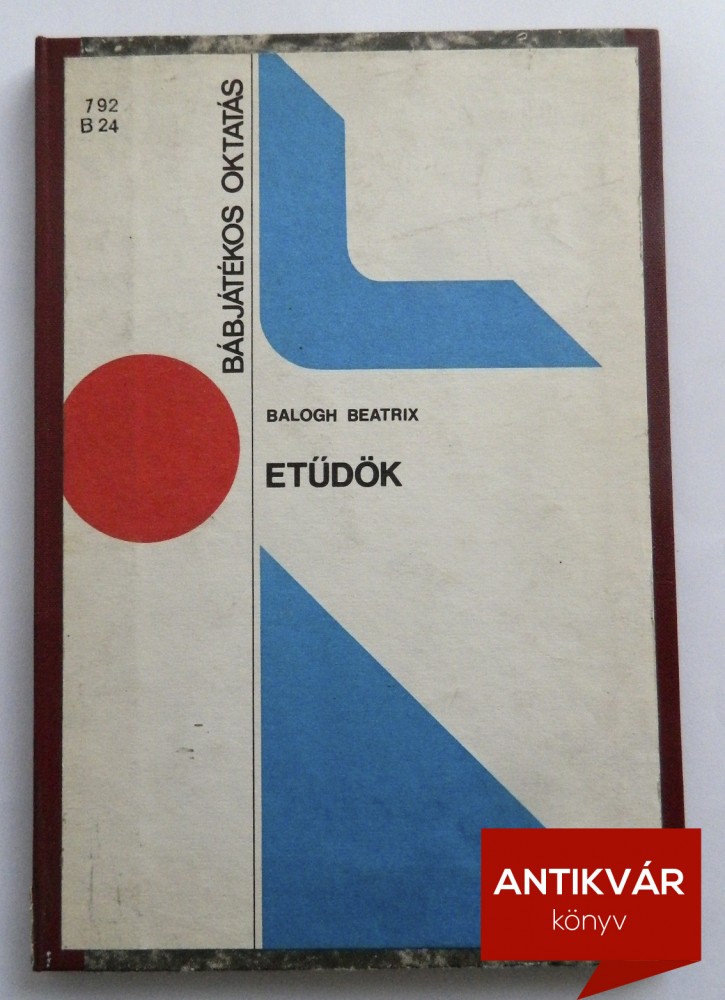 792
B 24
BÁBJÁTÉKOS OKTATÁS
BALOGH BEATRIX
ETŰDÖK
ANTIKVÁR
könyv